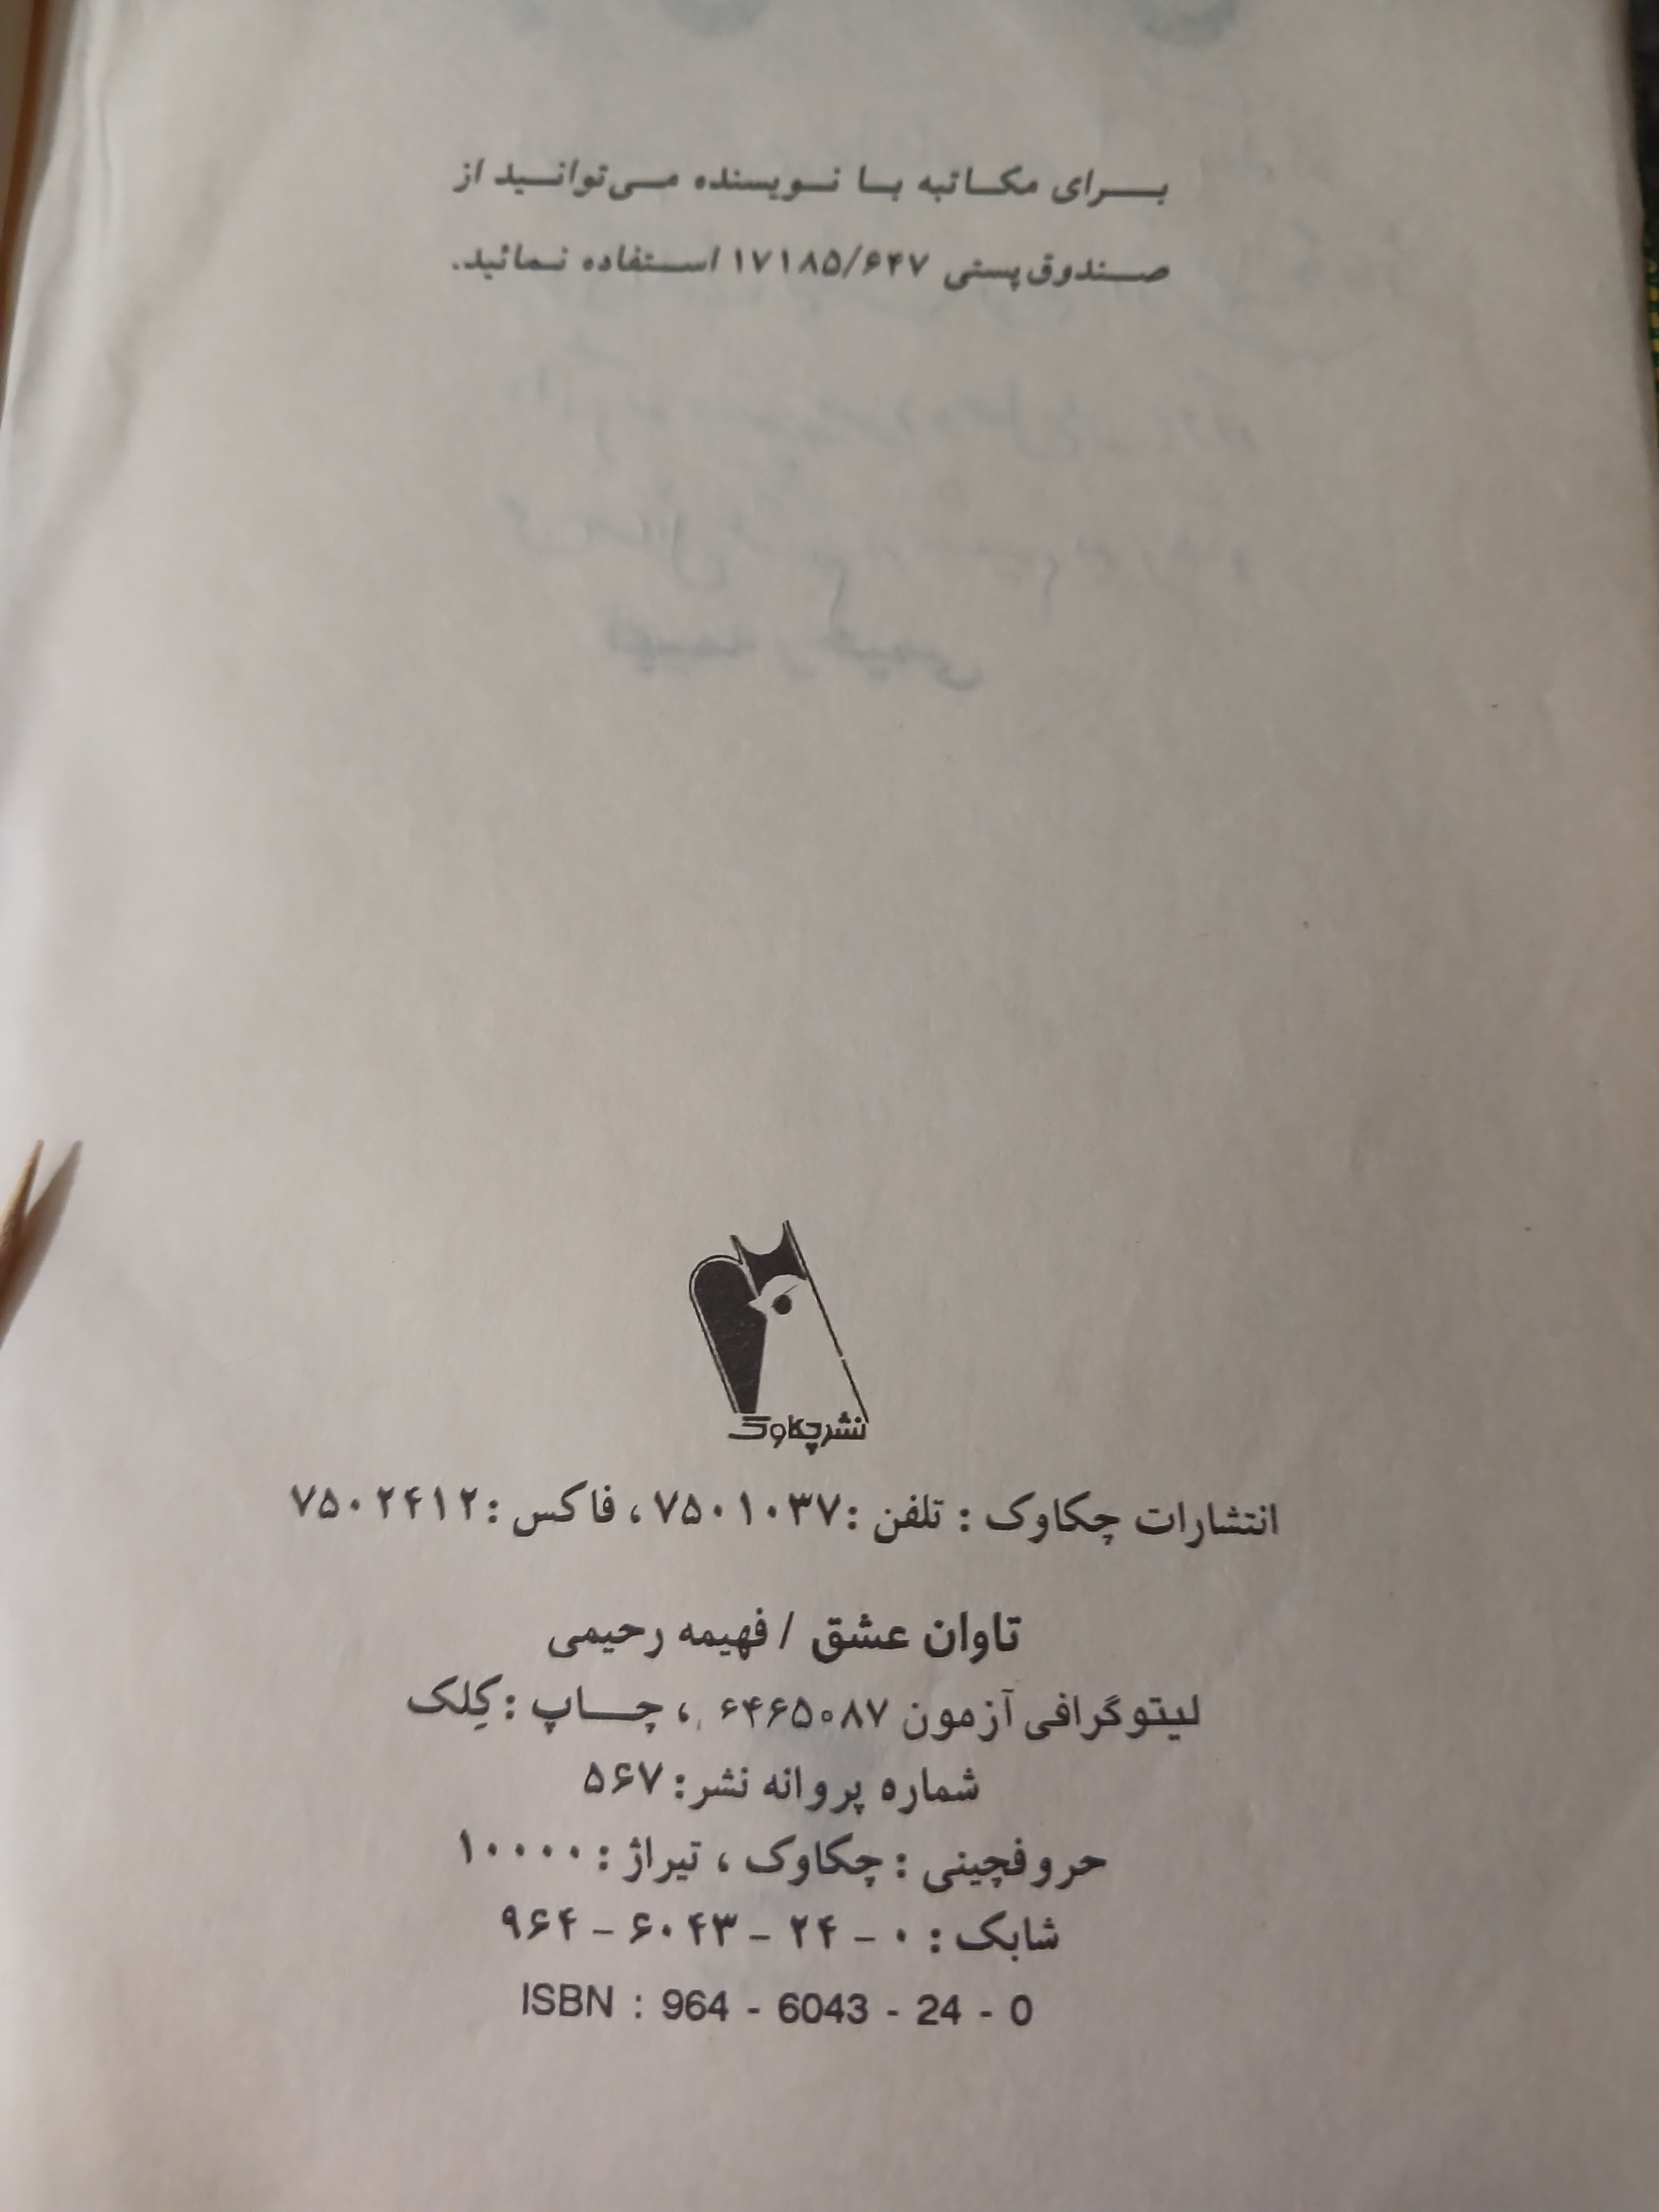 برای مکاتبه با نویسنده می‌توانید از
صندوق پستی ۱۷۱۸۵/۶۴۷ استفاده نمائید.
نشر چکاوک
انتشارات چکاوک : تلفن : ۷۵۰۱۰۳۷ ، فاکس : ۷۵۰۲۴۱۲
تاوان عشق / فهیمه رحیمی
لیتوگرافی آزمون ۶۴۶۵۰۸۷ ، چاپ : کِلک
شماره پروانه نشر : ۵۶۷
حروفچینی : چکاوک ، تیراژ : ۱۰۰۰۰
شابک : ۰ - ۲۴ - ۶۰۴۳ - ۹۶۴
ISBN : 964 - 6043 - 24 - 0